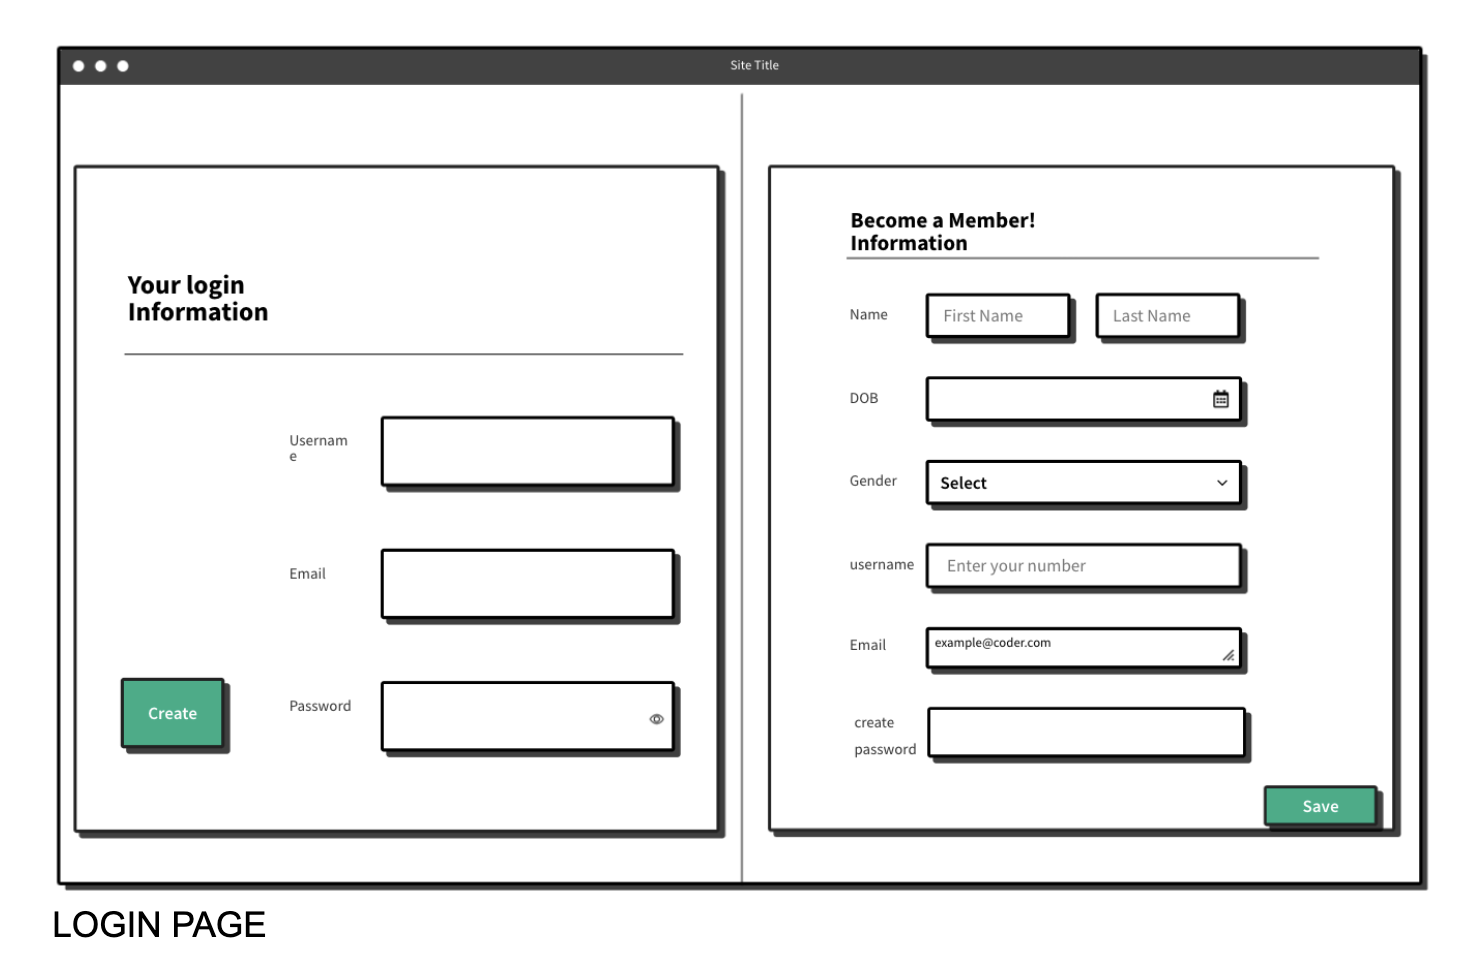 Site Title
Your login
Information
Usernam
e
Email
Password
Create
Become a Member!
Information
Name
First Name
Last Name
DOB
Gender
Select
username
Enter your number
Email
example@coder.com
create
password
Save
LOGIN PAGE